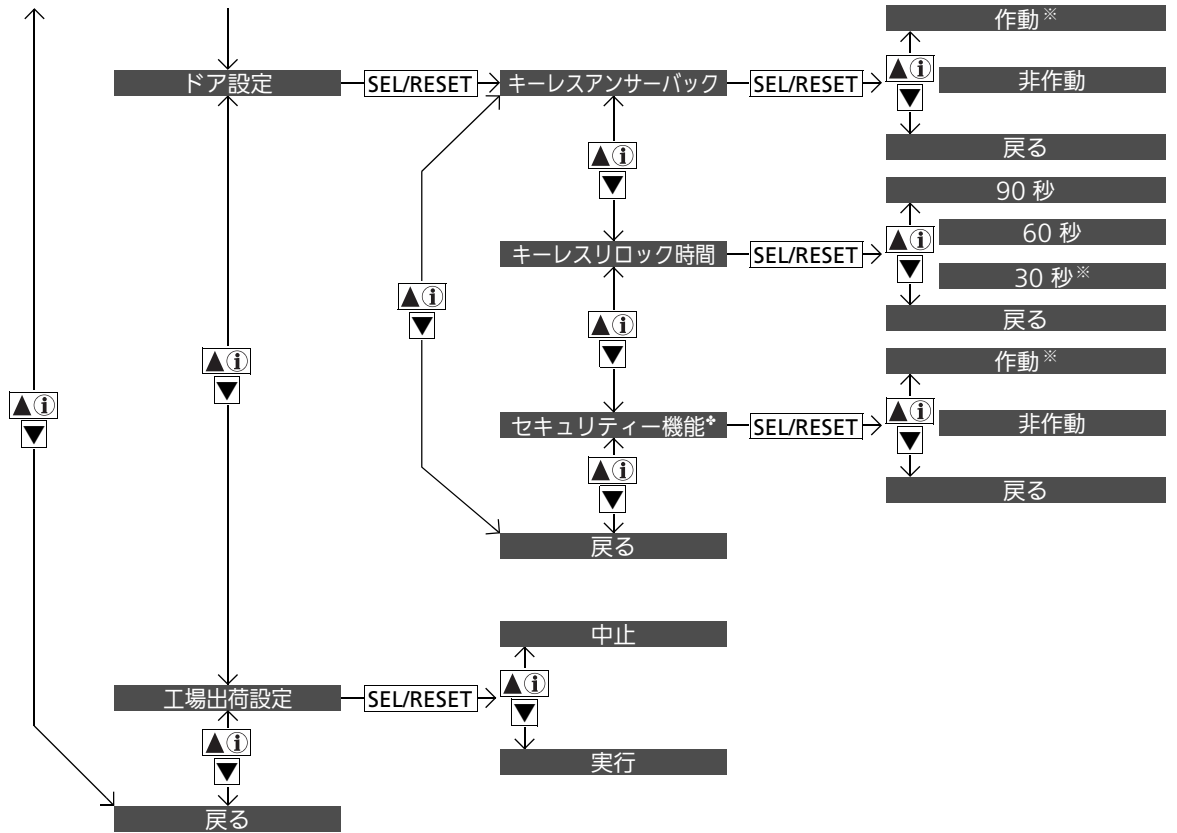 作動※
ドア設定 SEL/RESET キーレスアンサーバック SEL/RESET ▲ⓘ 非作動
▼
戻る
▲ⓘ
▼
90 秒
60 秒
キーレスリロック時間 SEL/RESET ▲ⓘ
▼
30 秒※
戻る
▲ⓘ
▼
▲ⓘ
▼
作動※
▲ⓘ
▼
セキュリティー機能✤ SEL/RESET ▲ⓘ 非作動
▼
戻る
▲ⓘ
▼
▲ⓘ
▼
戻る
中止
工場出荷設定 SEL/RESET ▲ⓘ
▼
実行
▲ⓘ
▼
戻る